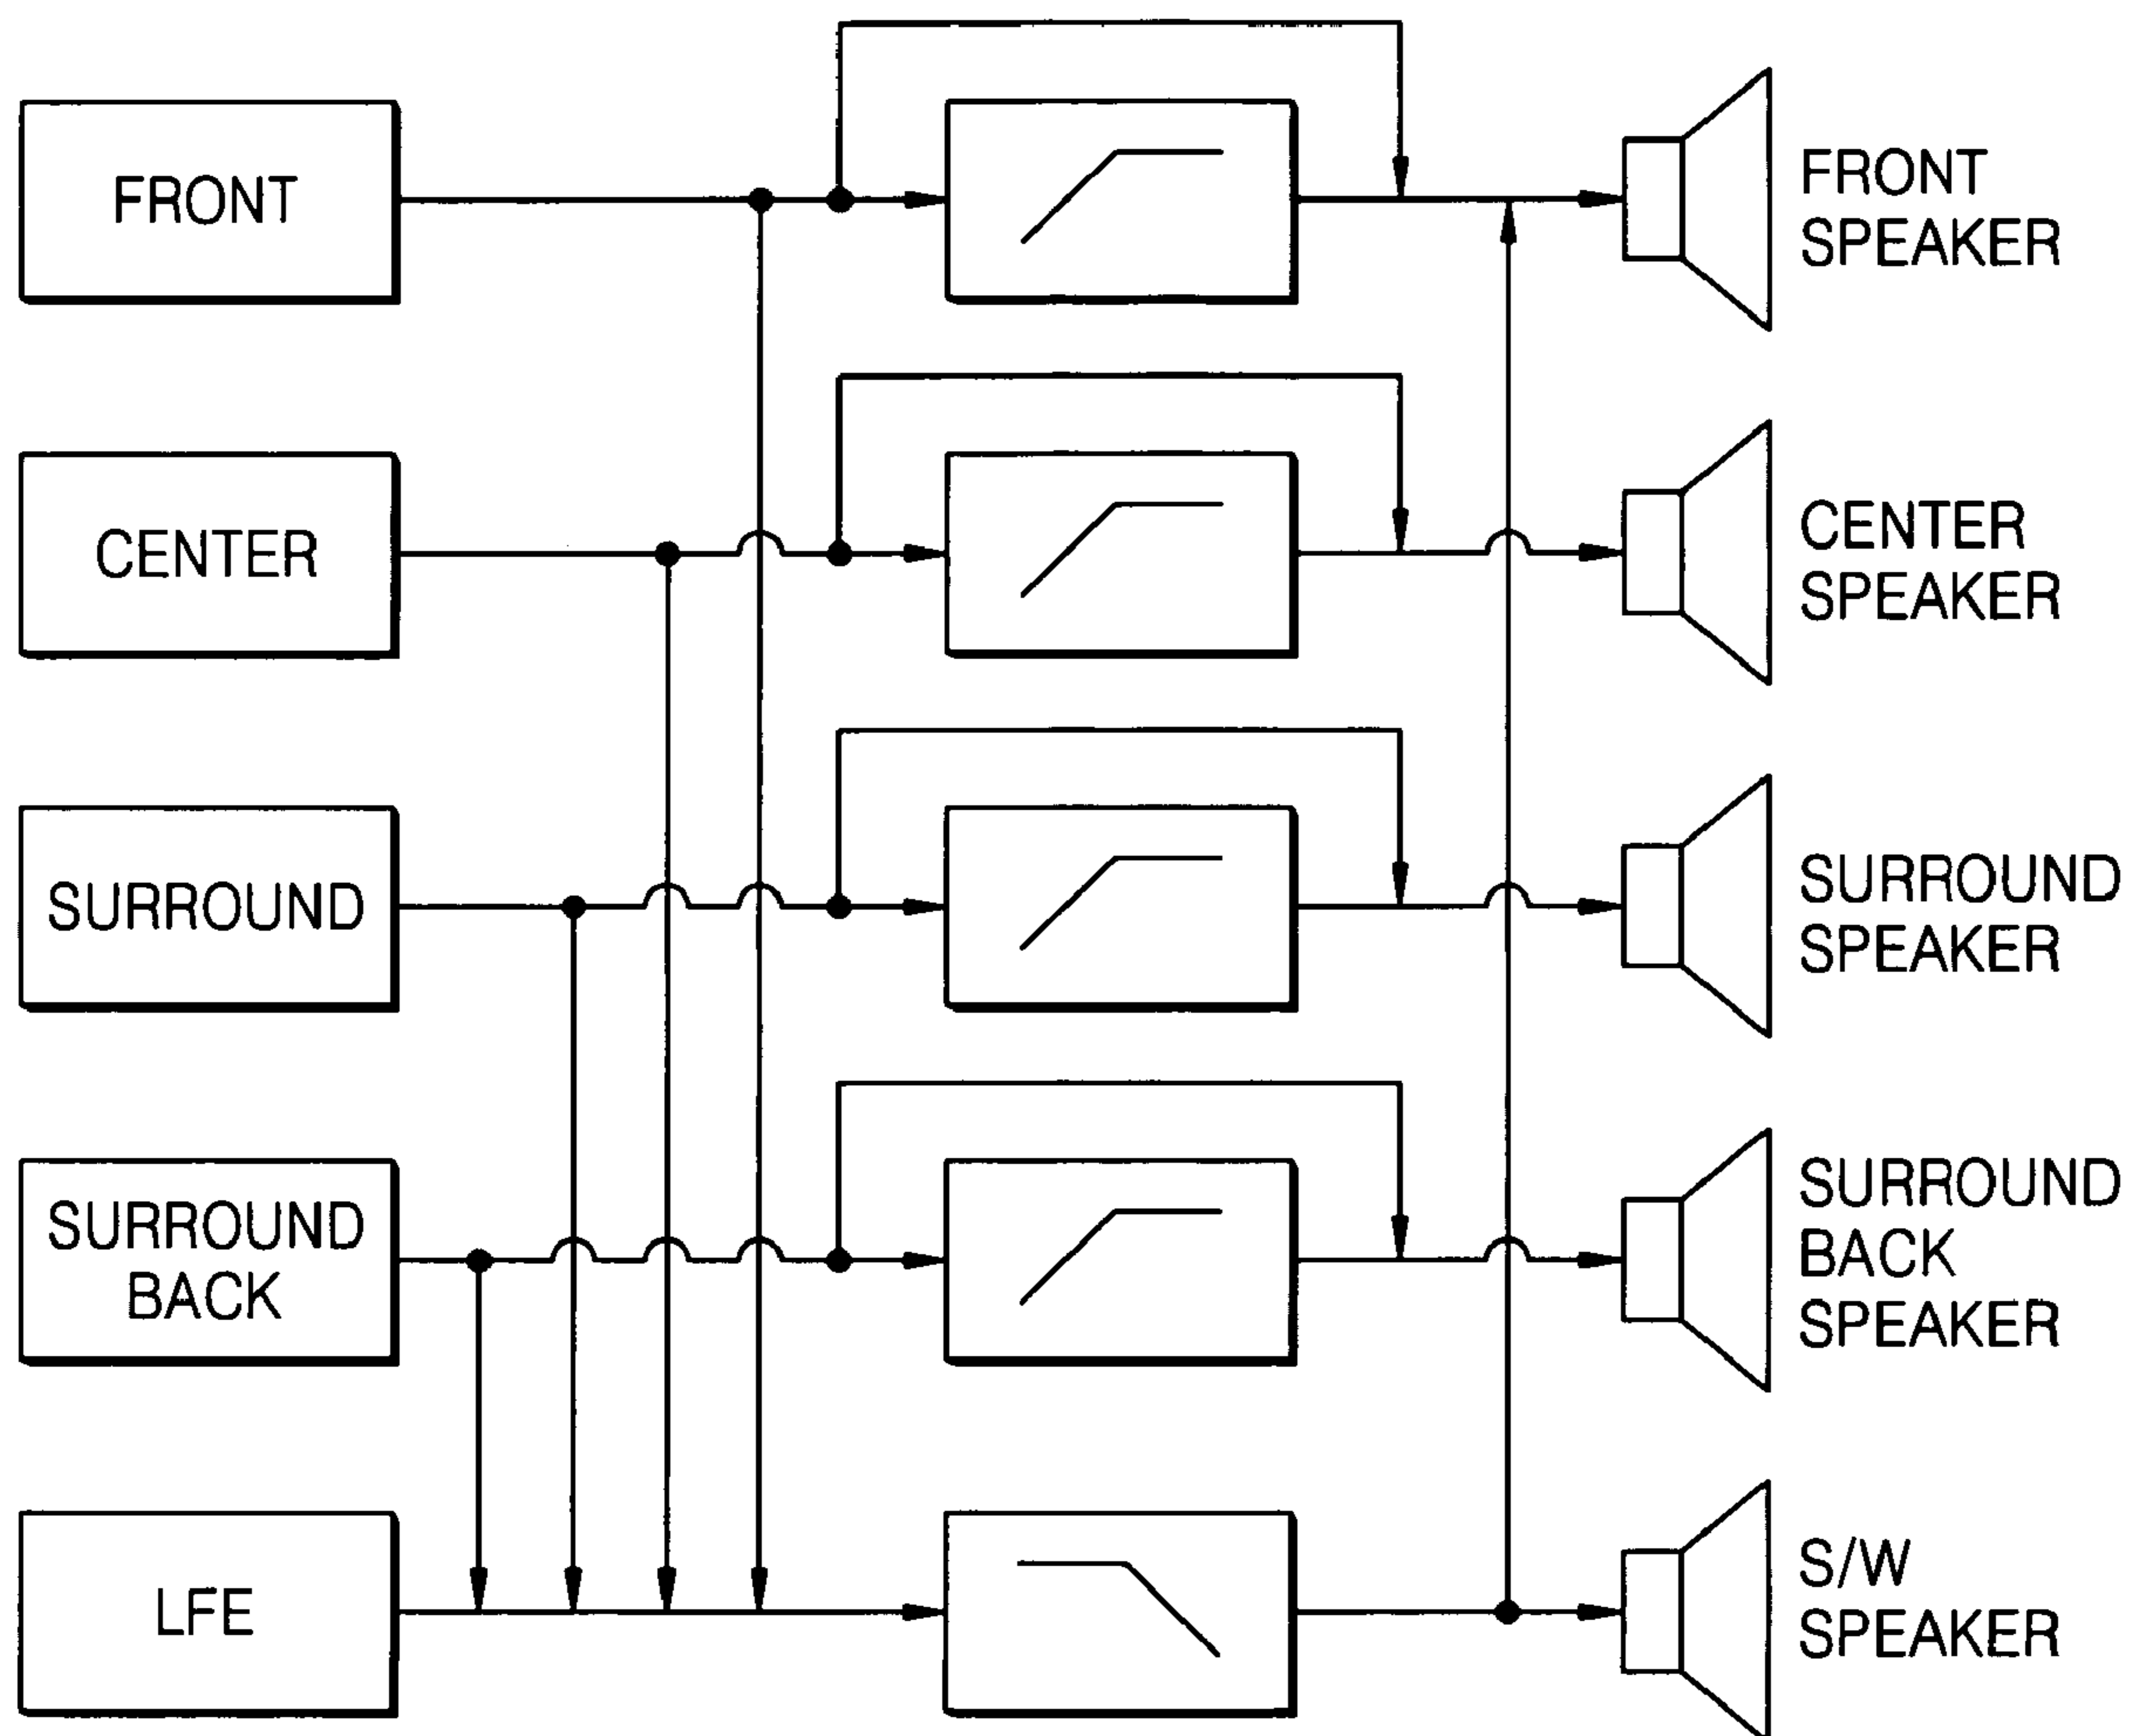 FRONT
FRONT
SPEAKER
CENTER
CENTER
SPEAKER
SURROUND
SURROUND
SPEAKER
SURROUND
BACK
SURROUND
BACK
SPEAKER
LFE
S/W
SPEAKER